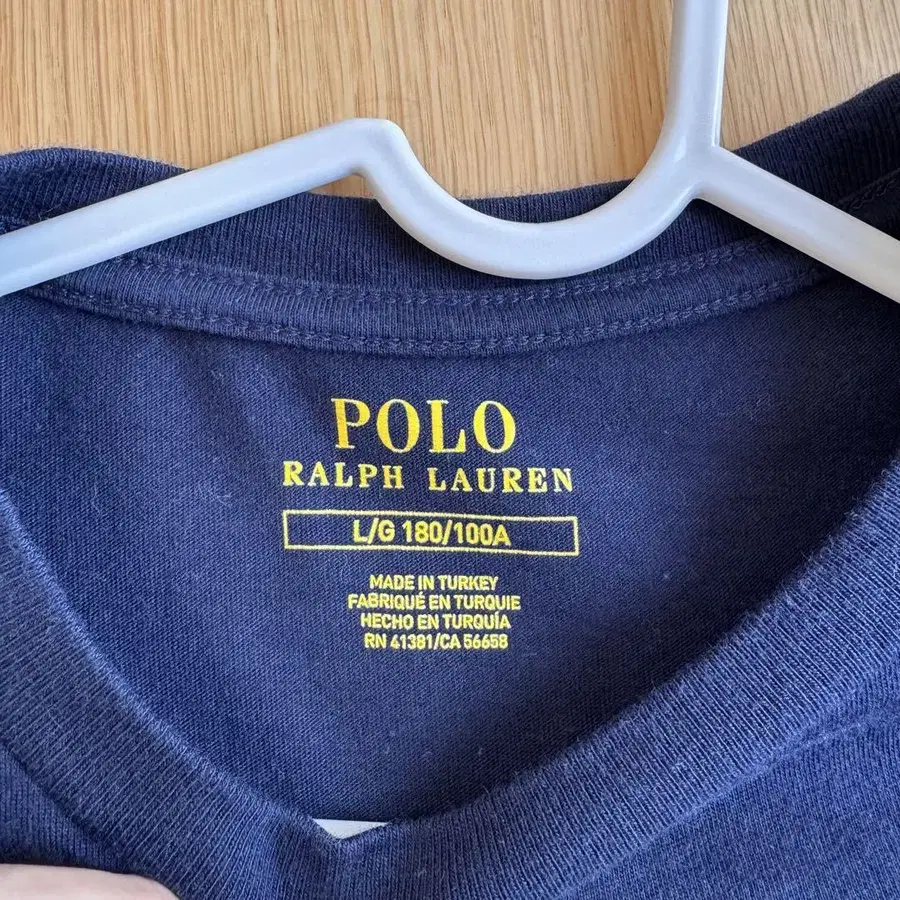 POLO
RALPH LAUREN
L/G 180/100A
MADE IN TURKEY
FABRIQUÉ EN TURQUIE
HECHO EN TURQUÍA
RN 41381/CA 56658